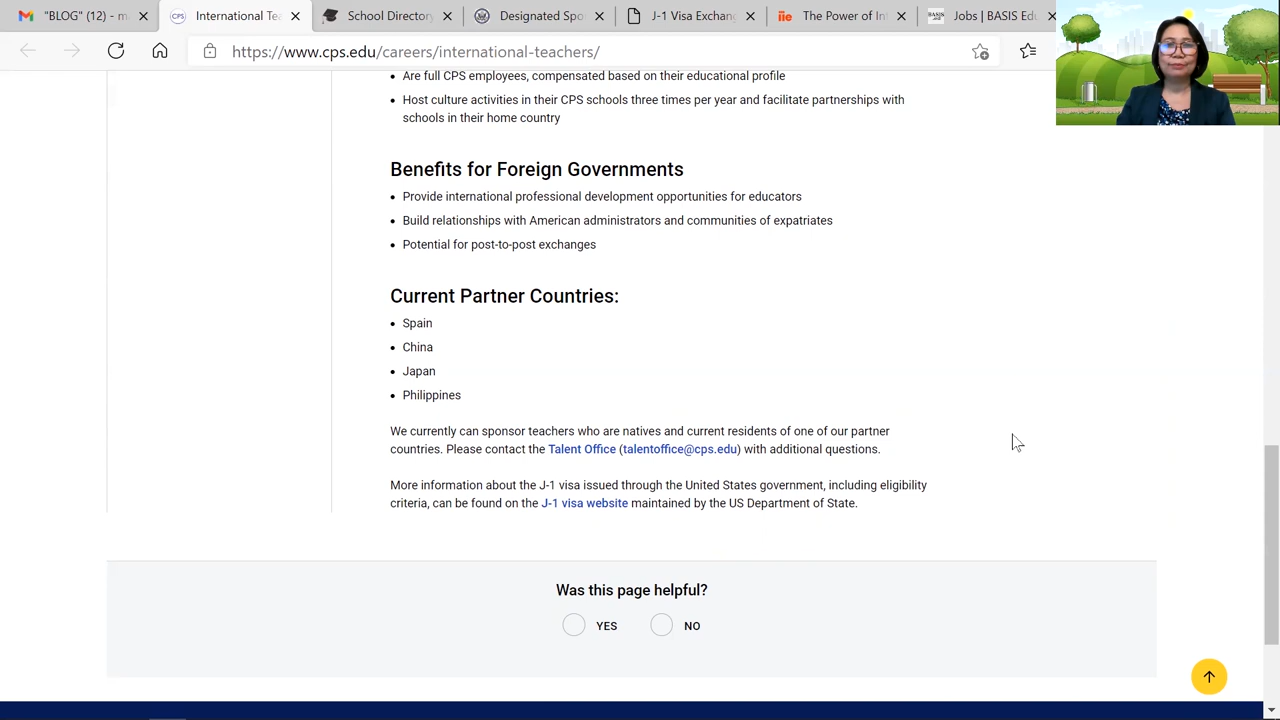 "BLOG" (12) - m
International Te
School Directory
Designated Spo
J-1 Visa Exchang
iie The Power of Int
BASIS Jobs | BASIS Edu
https://www.cps.edu/careers/international-teachers/
• Are full CPS employees, compensated based on their educational profile
• Host culture activities in their CPS schools three times per year and facilitate partnerships with
schools in their home country
Benefits for Foreign Governments
• Provide international professional development opportunities for educators
• Build relationships with American administrators and communities of expatriates
• Potential for post-to-post exchanges
Current Partner Countries:
• Spain
• China
• Japan
• Philippines
We currently can sponsor teachers who are natives and current residents of one of our partner
countries. Please contact the Talent Office (talentoffice@cps.edu) with additional questions.
More information about the J-1 visa issued through the United States government, including eligibility
criteria, can be found on the J-1 visa website maintained by the US Department of State.
Was this page helpful?
YES NO